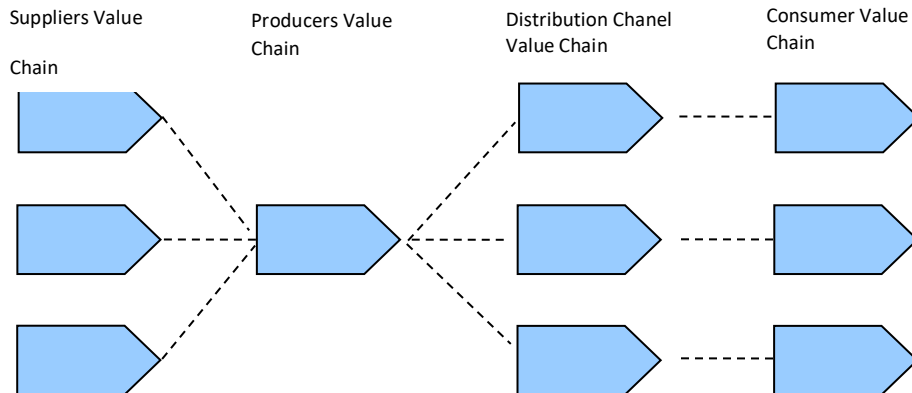 Suppliers Value
Chain
Producers Value
Chain
Distribution Chanel
Value Chain
Consumer Value
Chain